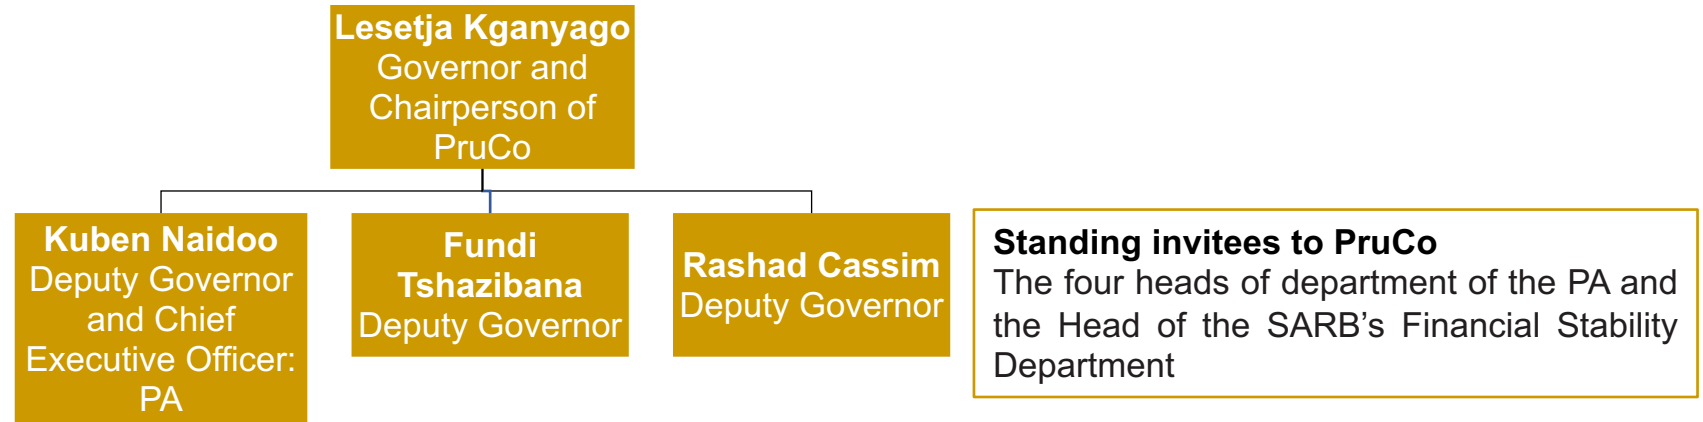 Lesetja Kganyago
Governor and
Chairperson of
PruCo
Kuben Naidoo
Deputy Governor
and Chief
Executive Officer:
PA
Fundi
Tshazibana
Deputy Governor
Rashad Cassim
Deputy Governor
Standing invitees to PruCo
The four heads of department of the PA and
the Head of the SARB’s Financial Stability
Department